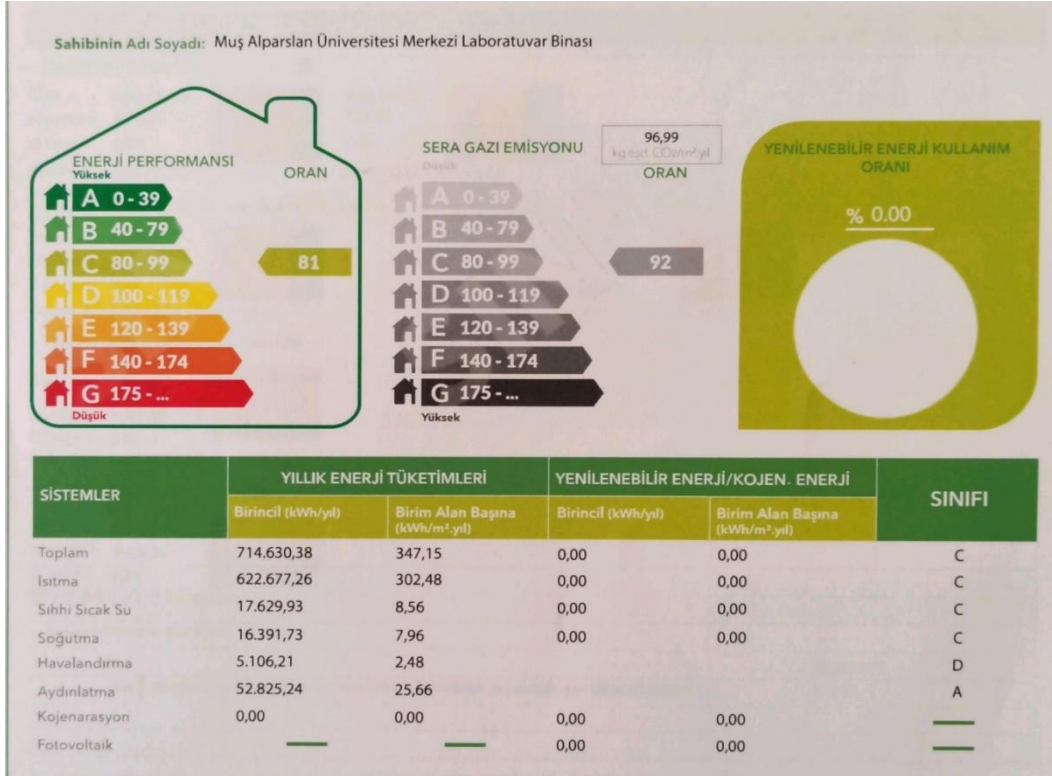 Sahibinin Adı Soyadı: Muş Alparslan Üniversitesi Merkezi Laboratuvar Binası
ENERJİ PERFORMANSI
Yüksek
ORAN
A 0 - 39
B 40 - 79
C 80 - 99
81
D 100 - 119
E 120 - 139
F 140 - 174
G 175 - ...
Düşük
SERA GAZI EMİSYONU
96,99
kg eşd. CO2/m².yıl
Düşük
ORAN
A 0 - 39
B 40 - 79
C 80 - 99
92
D 100 - 119
E 120 - 139
F 140 - 174
G 175 - ...
Yüksek
YENİLENEBİLİR ENERJİ KULLANIM
ORANI
% 0.00
SİSTEMLER
YILLIK ENERJİ TÜKETİMLERİ
YENİLENEBİLİR ENERJİ/KOJEN. ENERJİ
SINIFI
Birincil (kWh/yıl)
Birim Alan Başına
(kWh/m².yıl)
Birincil (kWh/yıl)
Birim Alan Başına
(kWh/m².yıl)
Toplam 714.630,38 347,15 0,00 0,00 C
Isıtma 622.677,26 302,48 0,00 0,00 C
Sıhhi Sıcak Su 17.629,93 8,56 0,00 0,00 C
Soğutma 16.391,73 7,96 0,00 0,00 C
Havalandırma 5.106,21 2,48 D
Aydınlatma 52.825,24 25,66 A
Kojenarasyon 0,00 0,00 0,00 0,00
Fotovoltaik 0,00 0,00